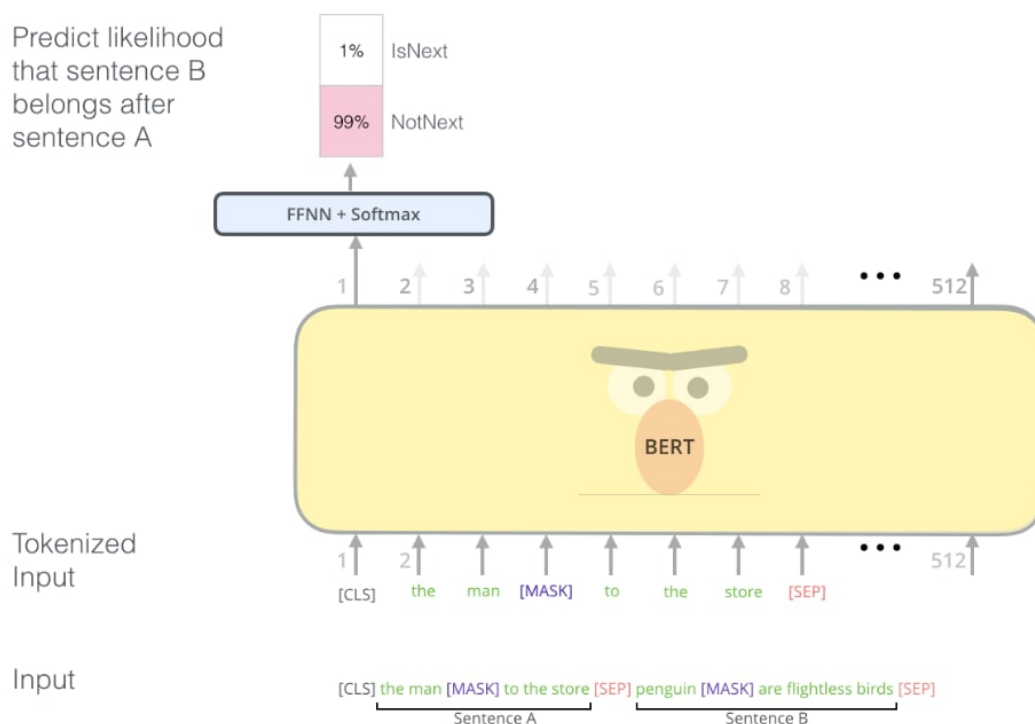 Predict likelihood
that sentence B
belongs after
sentence A
1% IsNext
99% NotNext
FFNN + Softmax
1 2 3 4 5 6 7 8 ••• 512
BERT
Tokenized
Input
1 2 ••• 512
[CLS] the man [MASK] to the store [SEP]
Input
[CLS] the man [MASK] to the store [SEP] penguin [MASK] are flightless birds [SEP]
Sentence A Sentence B